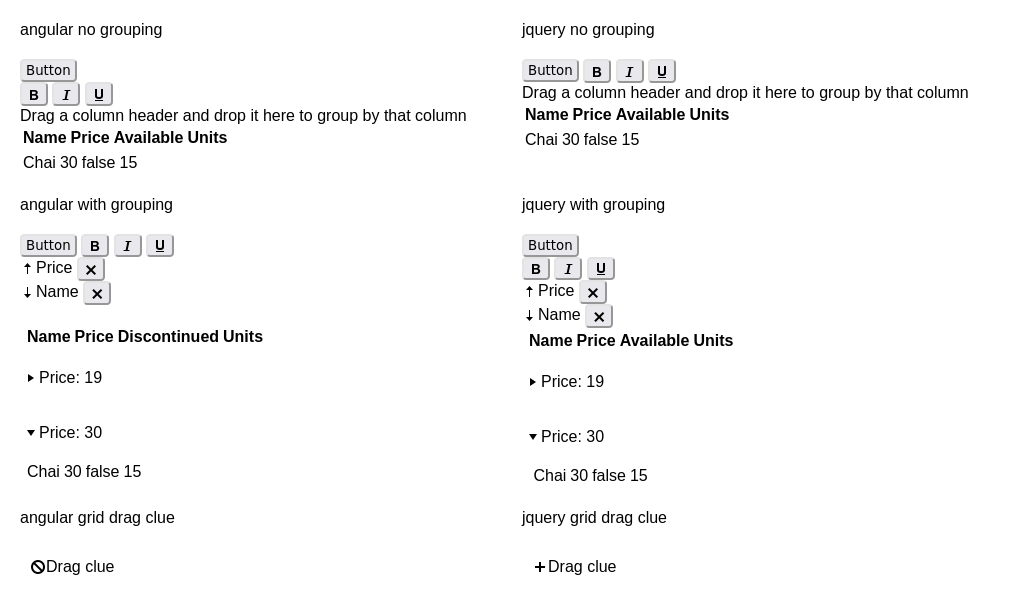 angular no grouping
Button
B I U
Drag a column header and drop it here to group by that column
Name Price Available Units
Chai 30 false 15
angular with grouping
Button B I U
Price
Name
Name Price Discontinued Units
Price: 19
Price: 30
Chai 30 false 15
angular grid drag clue
Drag clue
jquery no grouping
Button B I U
Drag a column header and drop it here to group by that column
Name Price Available Units
Chai 30 false 15
jquery with grouping
Button
B I U
Price
Name
Name Price Available Units
Price: 19
Price: 30
Chai 30 false 15
jquery grid drag clue
Drag clue